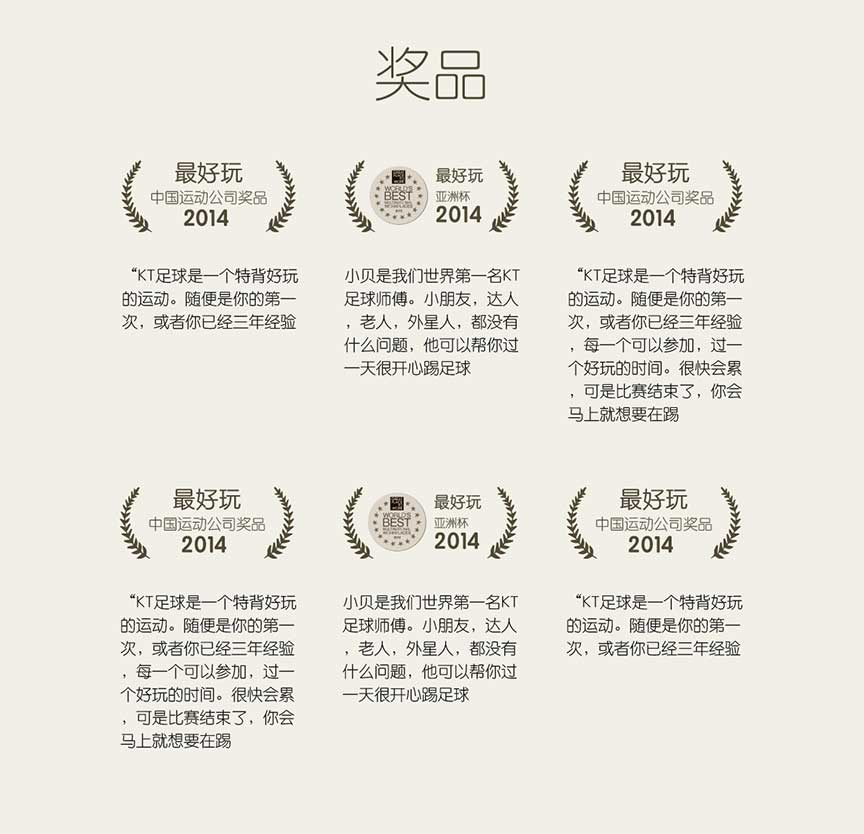 奖品
最好玩
中国运动公司奖品
2014
“KT足球是一个特背好玩
的运动。随便是你的第一
次，或者你已经三年经验
WORLD'S
BEST
最好玩
亚洲杯
2014
小贝是我们世界第一名KT
足球师傅。小朋友，达人
，老人，外星人，都没有
什么问题，他可以帮你过
一天很开心踢足球
最好玩
中国运动公司奖品
2014
“KT足球是一个特背好玩
的运动。随便是你的第一
次，或者你已经三年经验
，每一个可以参加，过一
个好玩的时间。很快会累
，可是比赛结束了，你会
马上就想要在踢
最好玩
中国运动公司奖品
2014
“KT足球是一个特背好玩
的运动。随便是你的第一
次，或者你已经三年经验
，每一个可以参加，过一
个好玩的时间。很快会累
，可是比赛结束了，你会
马上就想要在踢
WORLD'S
BEST
最好玩
亚洲杯
2014
小贝是我们世界第一名KT
足球师傅。小朋友，达人
，老人，外星人，都没有
什么问题，他可以帮你过
一天很开心踢足球
最好玩
中国运动公司奖品
2014
“KT足球是一个特背好玩
的运动。随便是你的第一
次，或者你已经三年经验